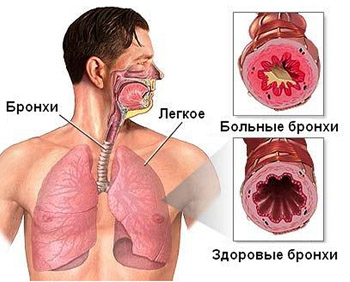 Бронхи
Легкое
Больные бронхи
Здоровые бронхи